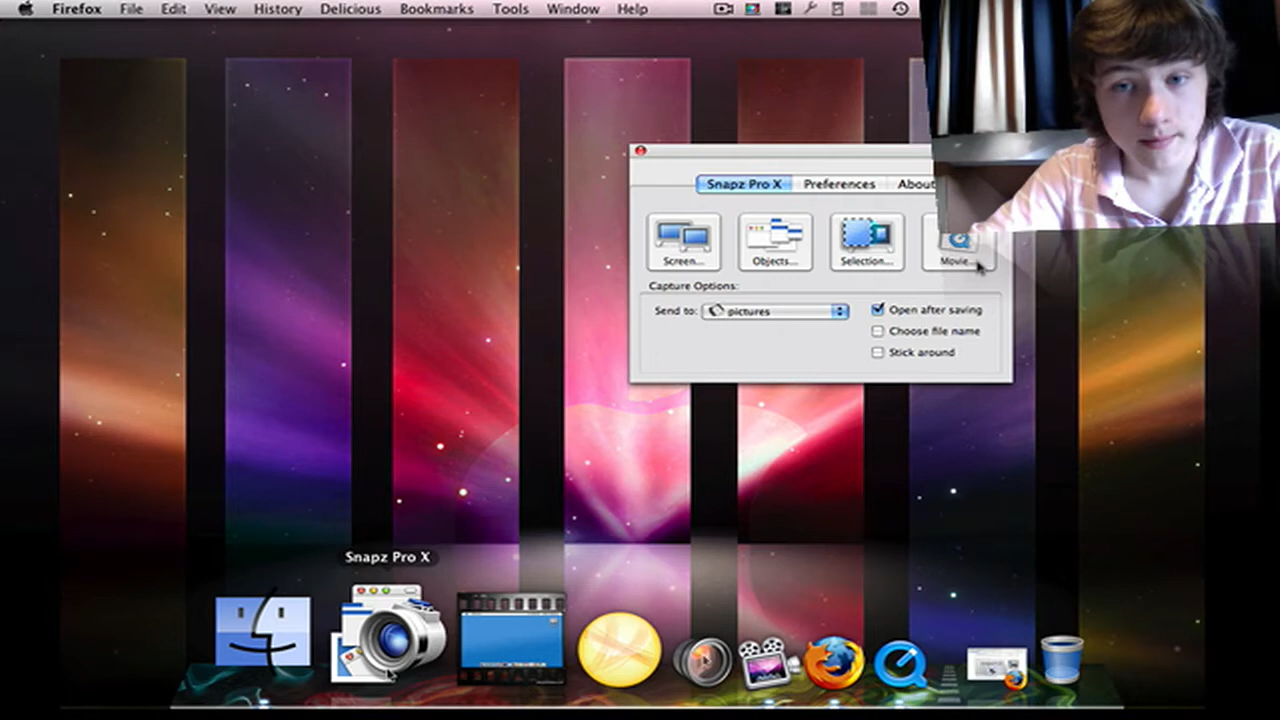 Firefox File Edit View History Delicious Bookmarks Tools Window Help
Snapz Pro X Preferences About
Screen... Objects... Selection... Movie...
Capture Options:
Send to: pictures
Open after saving
Choose file name
Stick around
Snapz Pro X